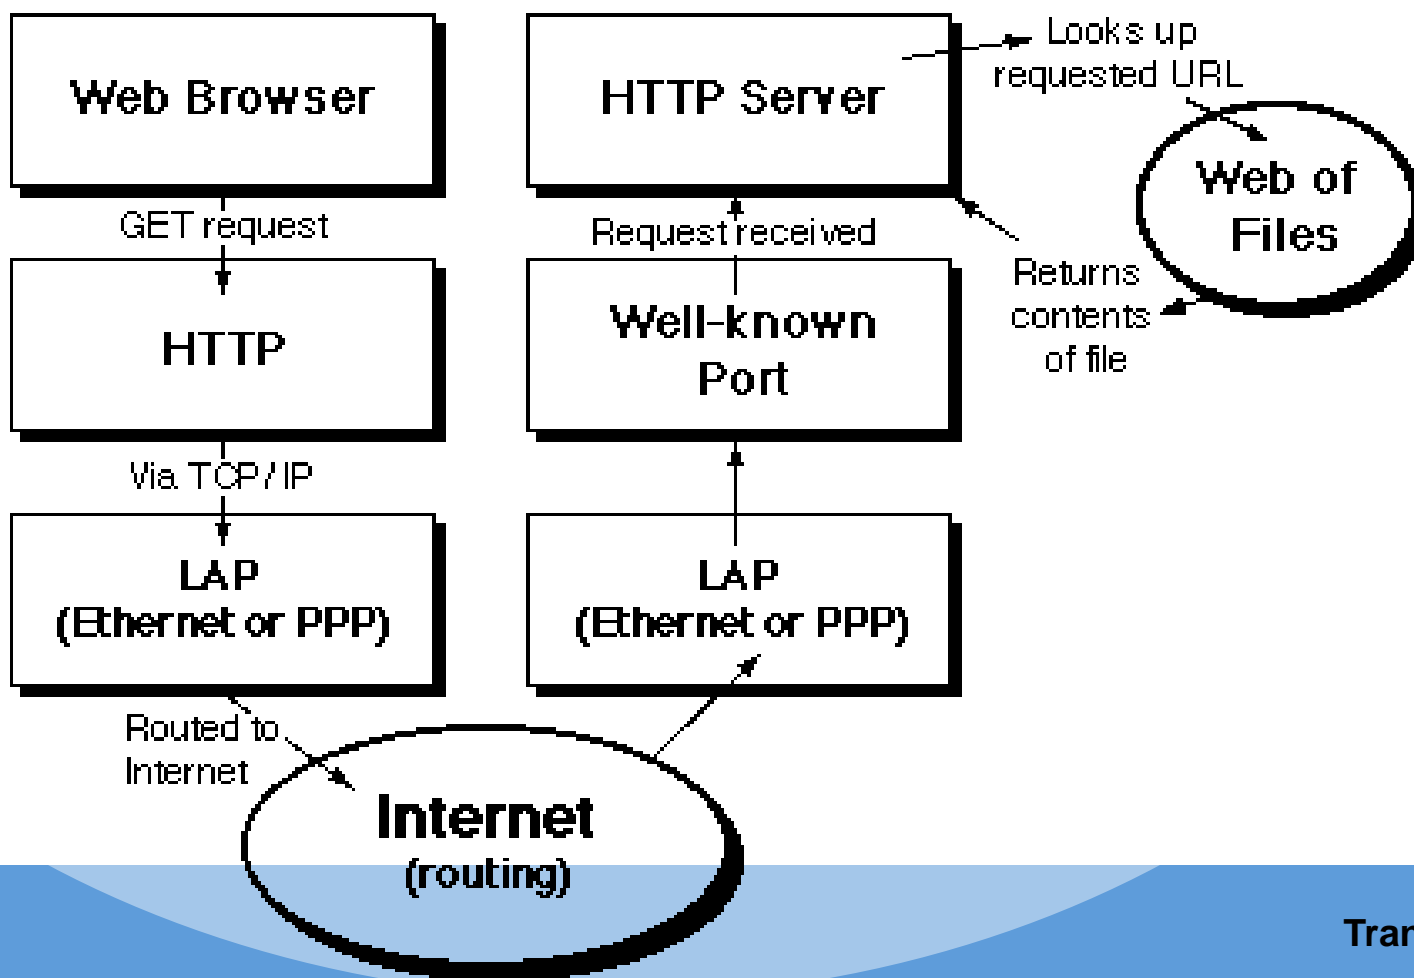 Web Browser
GET request
HTTP
Via TCP/IP
LAP
(Ethernet or PPP)
Routed to
Internet
Internet
(routing)
LAP
(Ethernet or PPP)
Well-known
Port
Request received
HTTP Server
Looks up
requested URL
Web of
Files
Returns
contents
of file